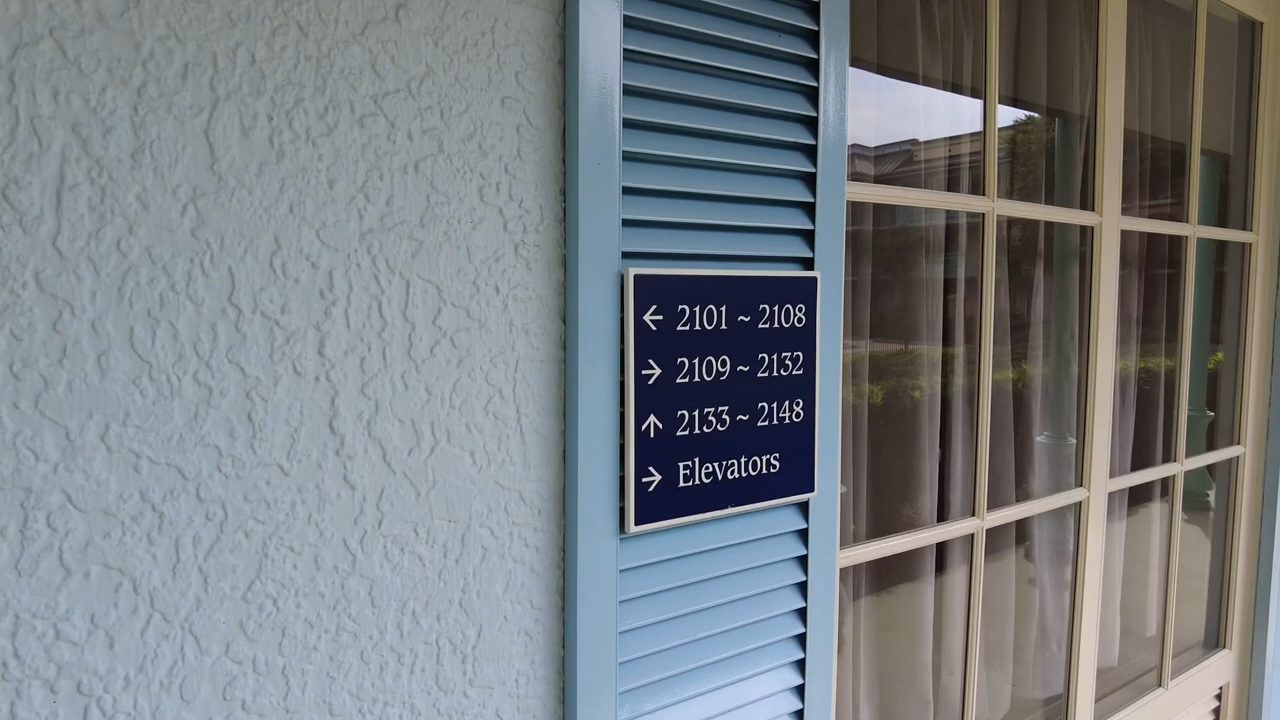 ← 2101 ~ 2108
→ 2109 ~ 2132
↑ 2133 ~ 2148
→ Elevators